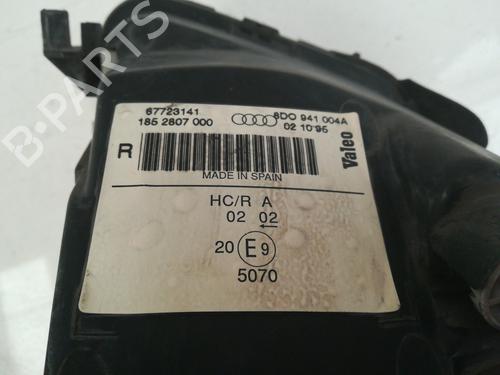 67723141
185 2807 000
8D0 941 004A
02 10 95
R
Valeo
MADE IN SPAIN
HC/R A
02 02
20 E9
5070
B-PARTS